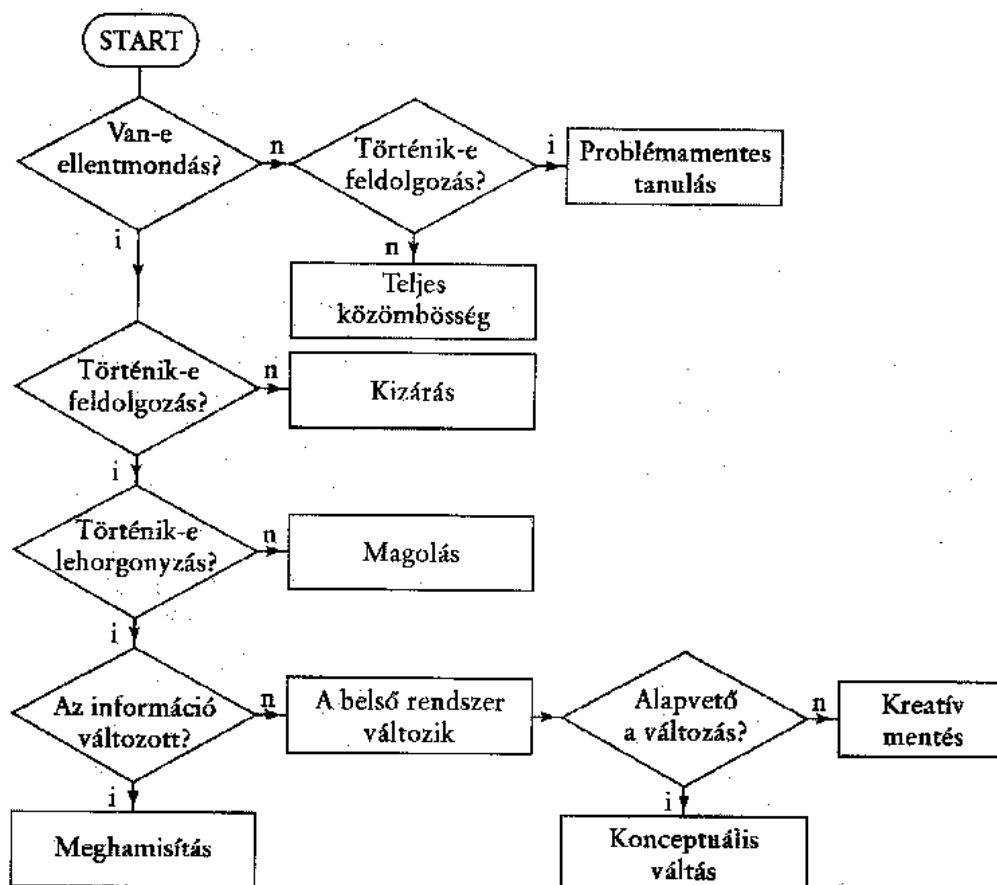 START
Van-e
ellentmondás?
n
Történik-e
feldolgozás?
i
Problémamentes
tanulás
i
n
Teljes
közömbösség
Történik-e
feldolgozás?
n
Kizárás
i
Történik-e
lehorgonyzás?
n
Magolás
i
Az információ
változott?
n
A belső rendszer
változik
Alapvető
a változás?
n
Kreatív
mentés
i
Meghamisítás
i
Konceptuális
váltás